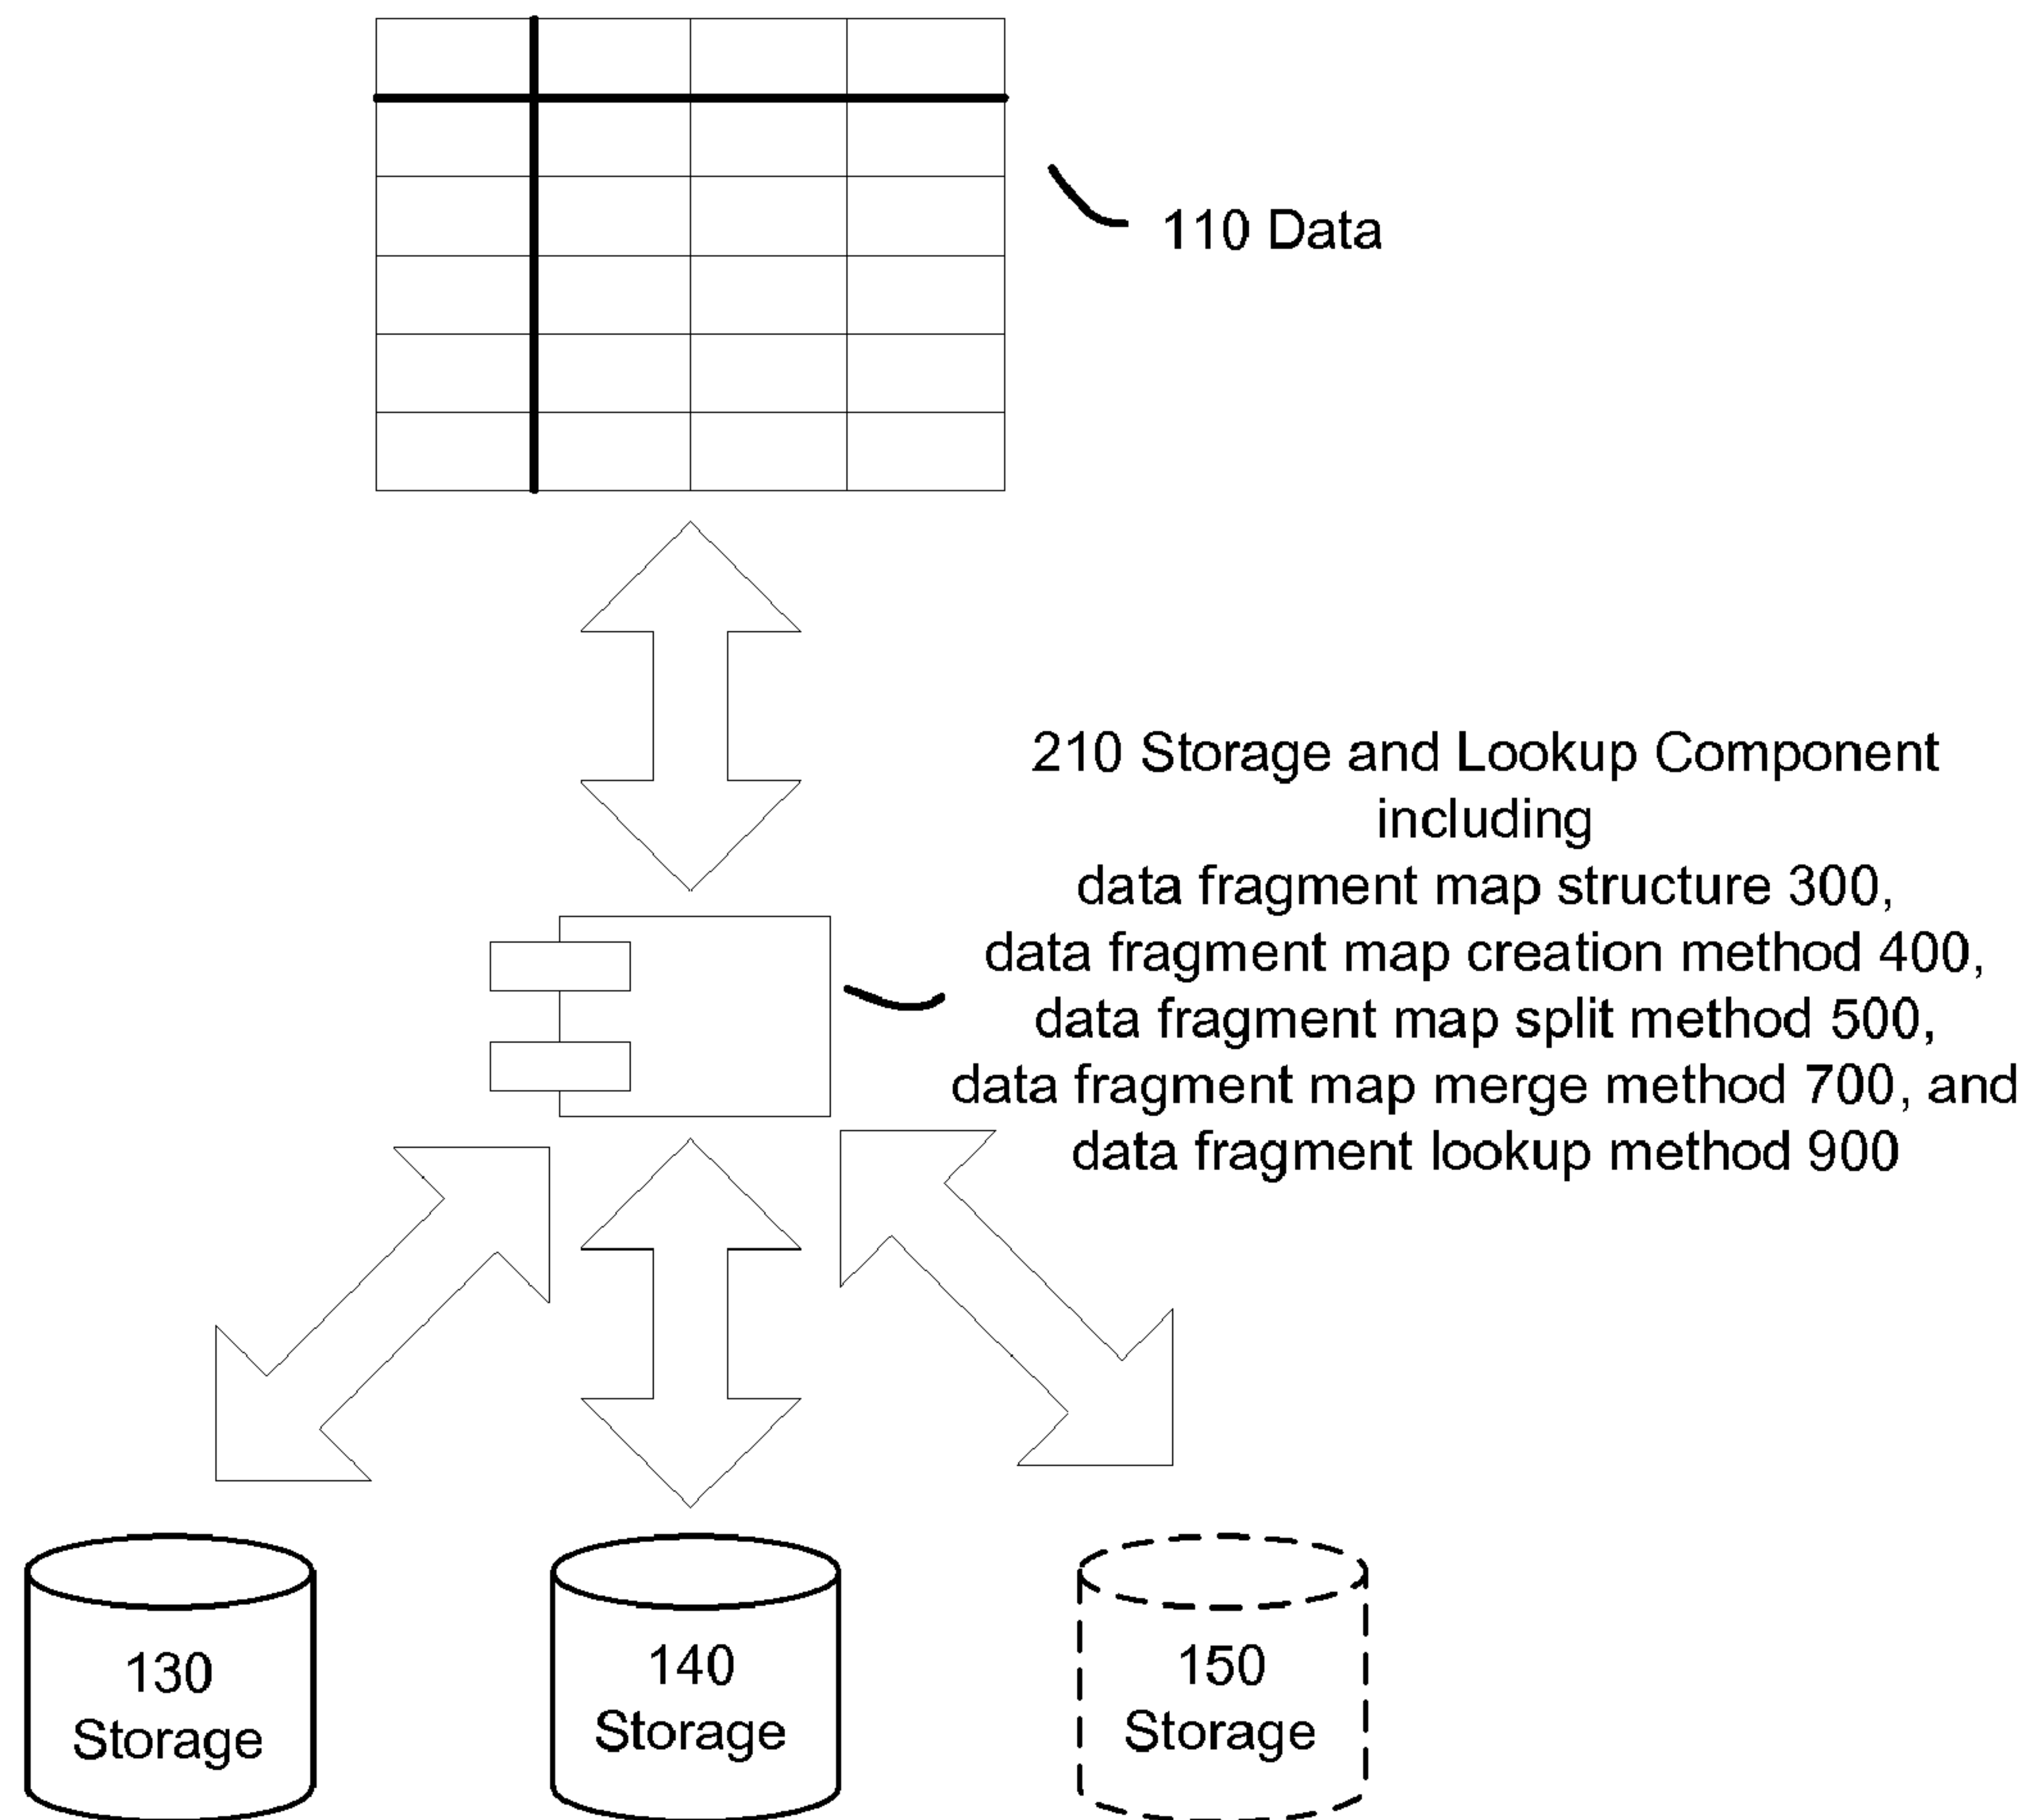 110 Data
210 Storage and Lookup Component
including
data fragment map structure 300,
data fragment map creation method 400,
data fragment map split method 500,
data fragment map merge method 700, and
data fragment lookup method 900
130
Storage
140
Storage
150
Storage